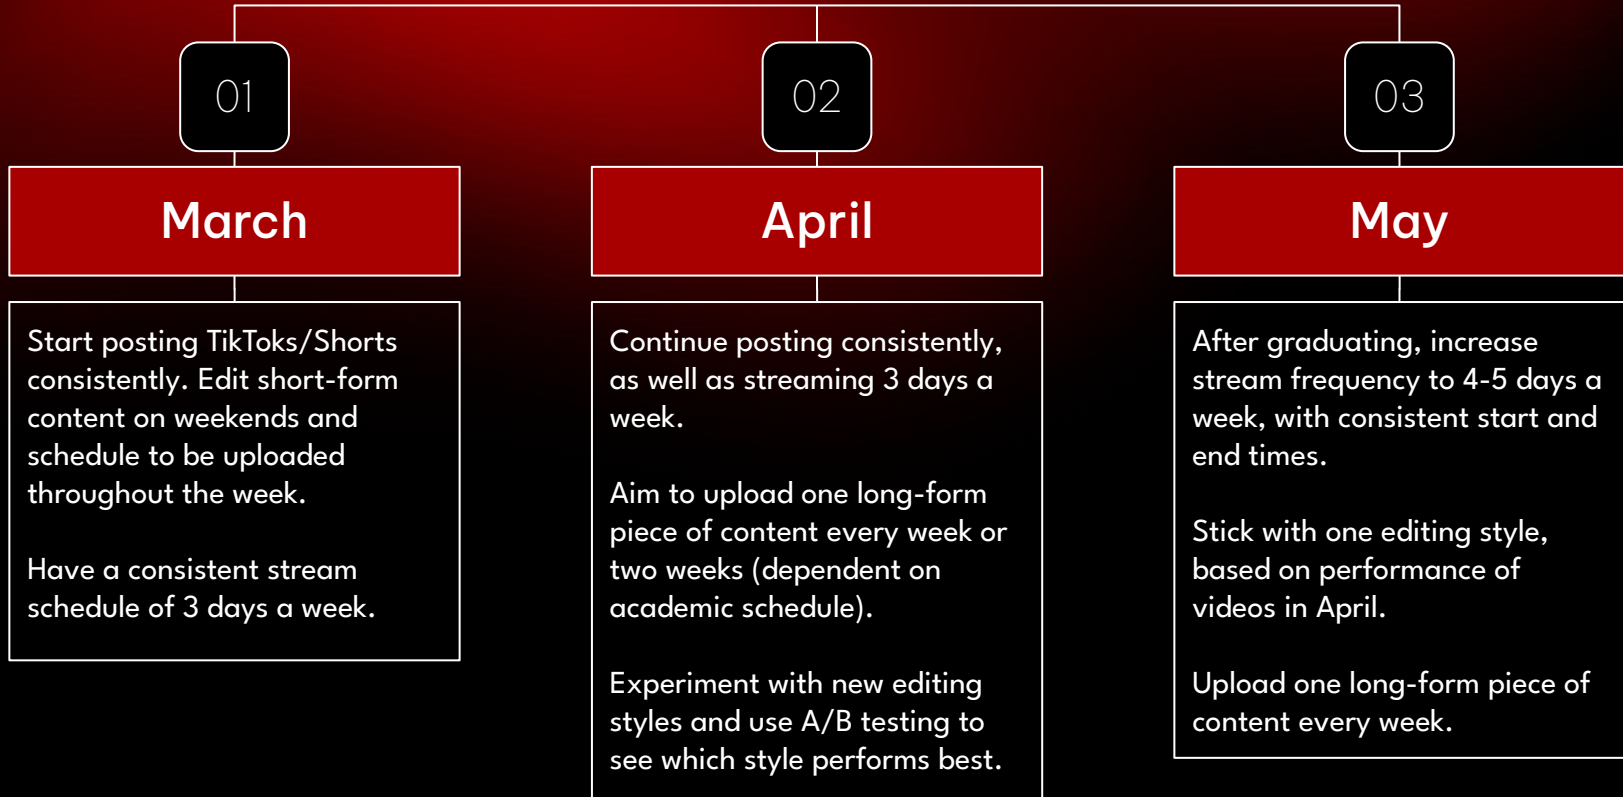 01
March
Start posting TikToks/Shorts
consistently. Edit short-form
content on weekends and
schedule to be uploaded
throughout the week.
Have a consistent stream
schedule of 3 days a week.
02
April
Continue posting consistently,
as well as streaming 3 days a
week.
Aim to upload one long-form
piece of content every week or
two weeks (dependent on
academic schedule).
Experiment with new editing
styles and use A/B testing to
see which style performs best.
03
May
After graduating, increase
stream frequency to 4-5 days a
week, with consistent start and
end times.
Stick with one editing style,
based on performance of
videos in April.
Upload one long-form piece of
content every week.